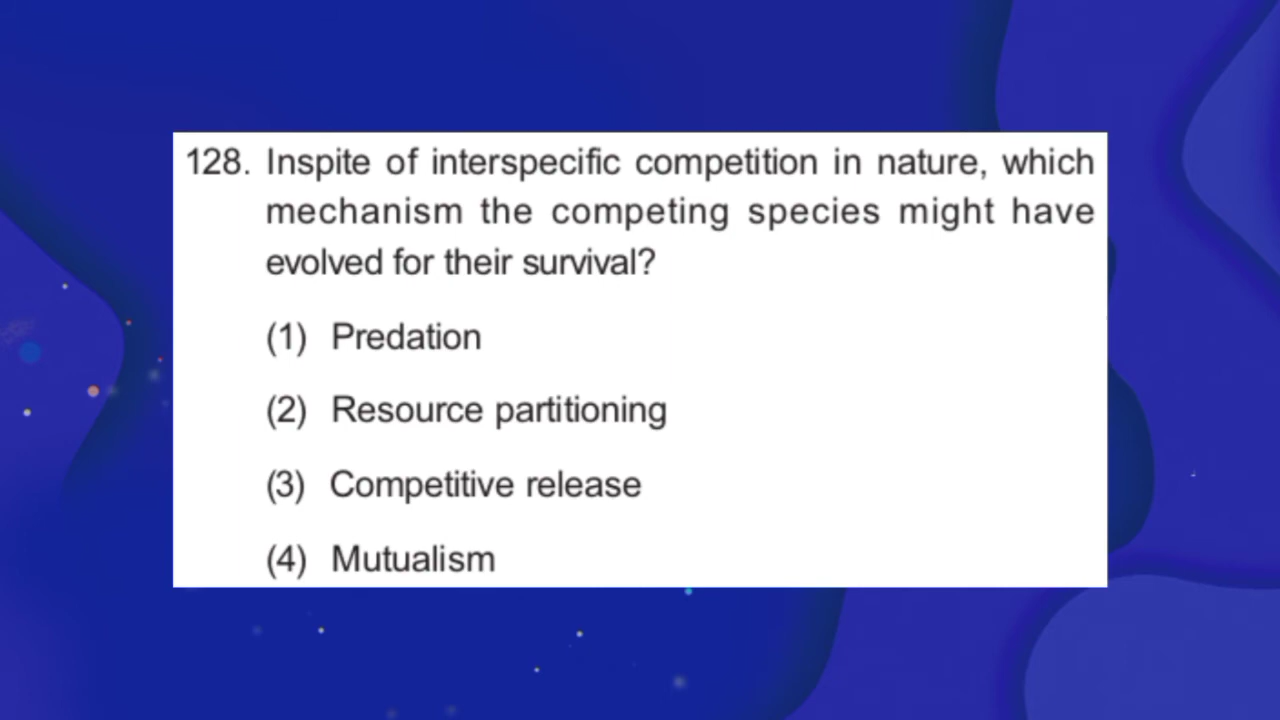 128. Inspite of interspecific competition in nature, which
mechanism the competing species might have
evolved for their survival?
(1) Predation
(2) Resource partitioning
(3) Competitive release
(4) Mutualism